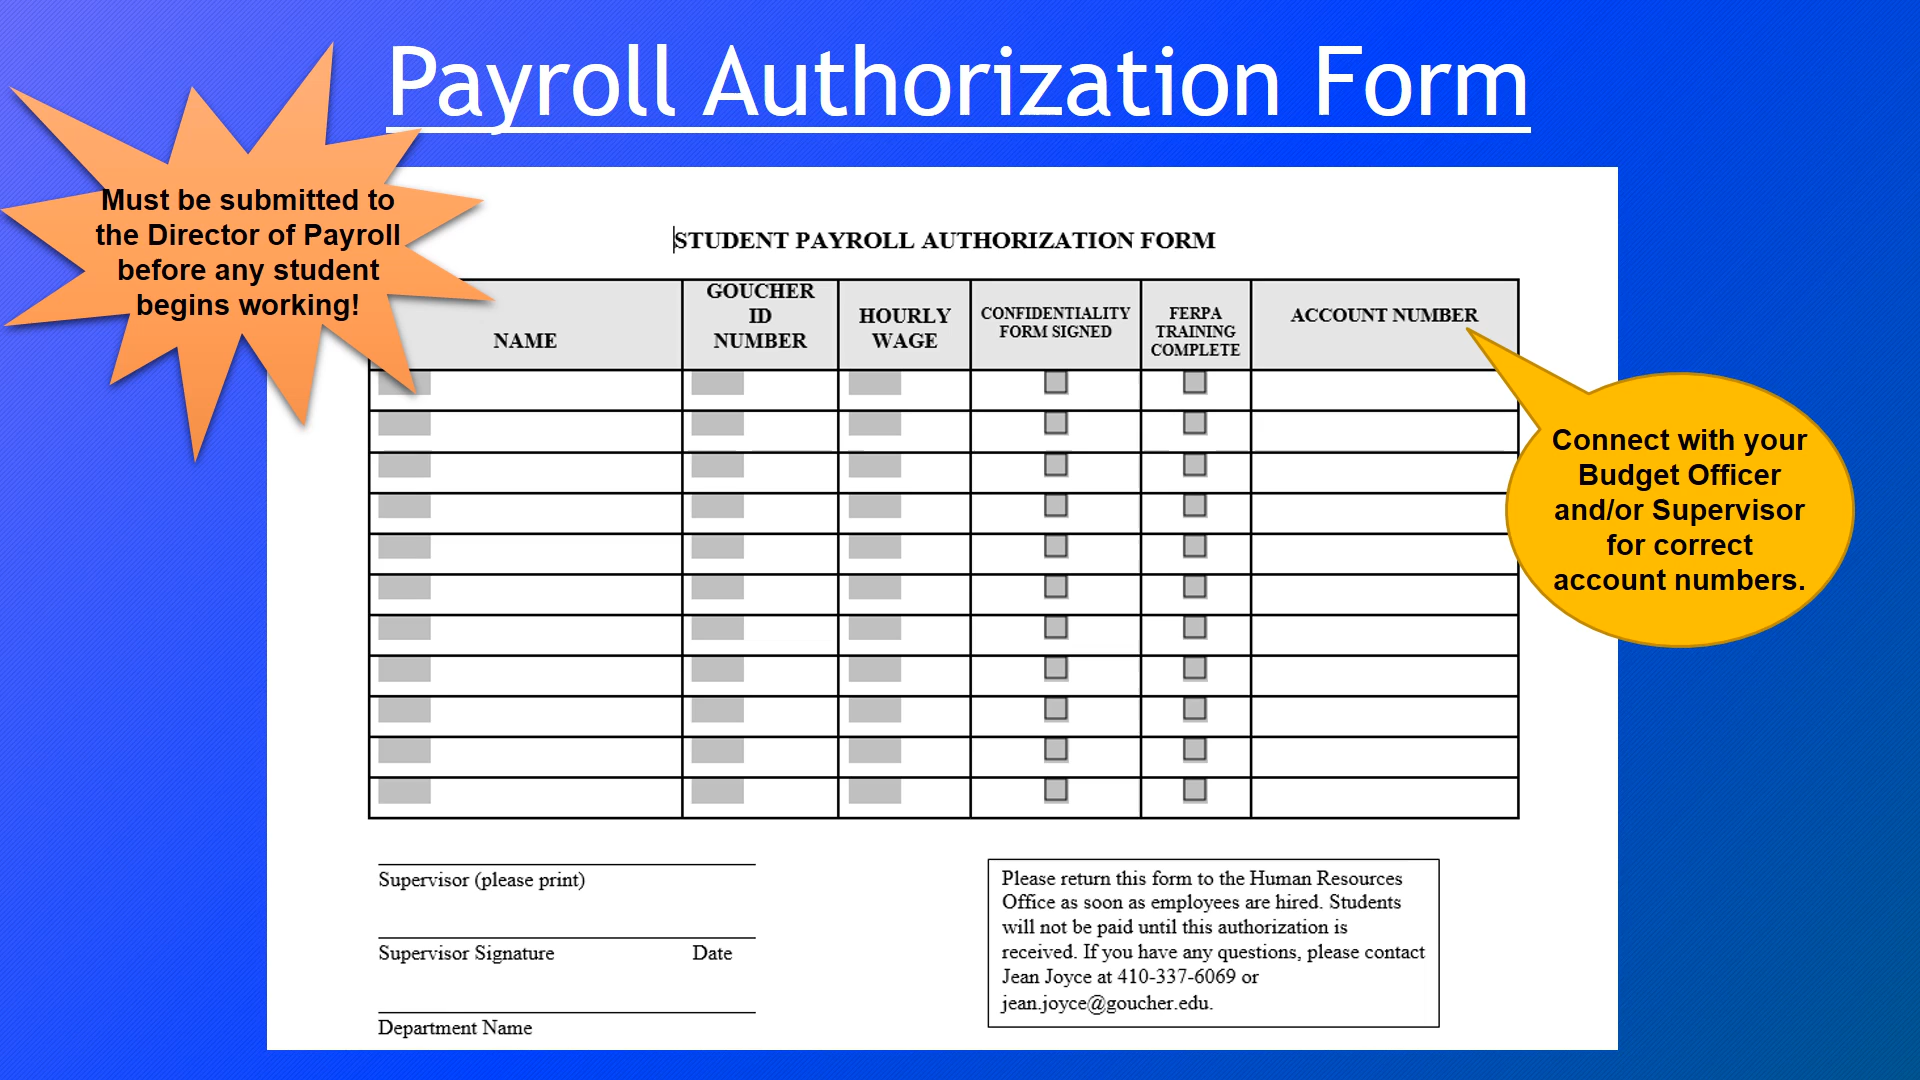 Payroll Authorization Form
Must be submitted to
the Director of Payroll
before any student
begins working!
STUDENT PAYROLL AUTHORIZATION FORM
NAME
GOUCHER
ID
NUMBER
HOURLY
WAGE
CONFIDENTIALITY
FORM SIGNED
FERPA
TRAINING
COMPLETE
ACCOUNT NUMBER
Connect with your
Budget Officer
and/or Supervisor
for correct
account numbers.
Supervisor (please print)
Supervisor Signature Date
Department Name
Please return this form to the Human Resources
Office as soon as employees are hired. Students
will not be paid until this authorization is
received. If you have any questions, please contact
Jean Joyce at 410-337-6069 or
jean.joyce@goucher.edu.